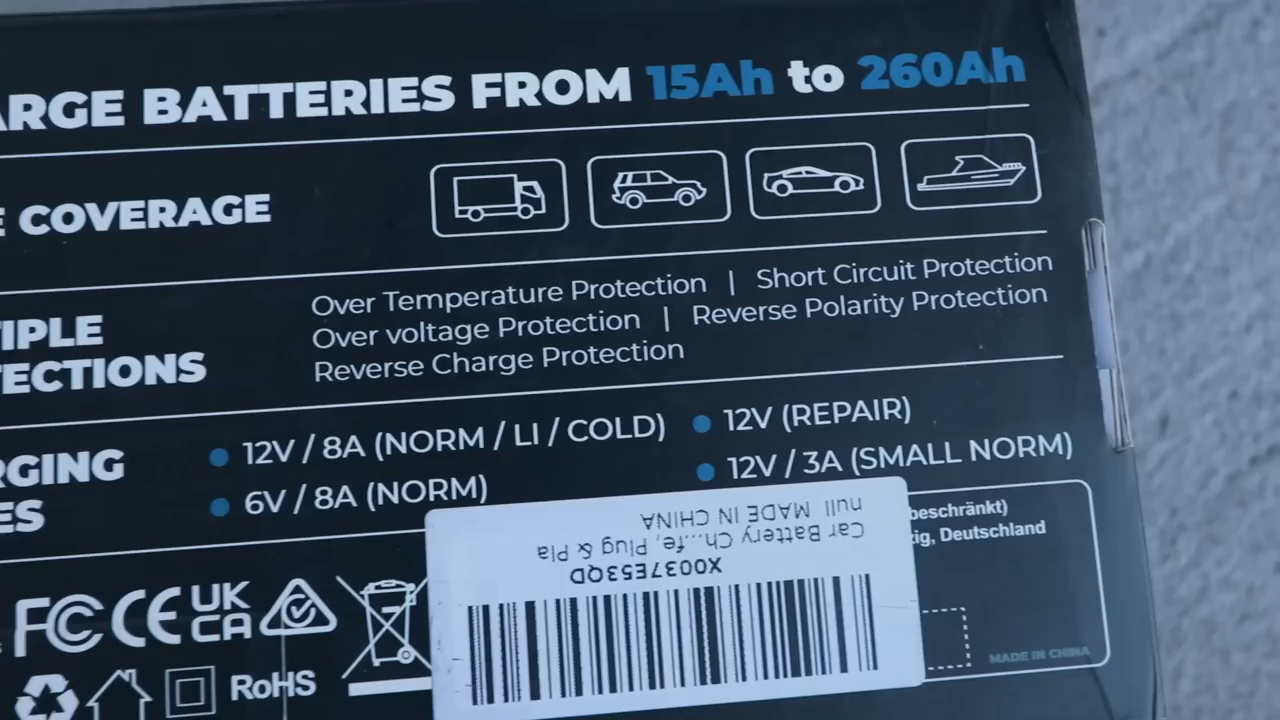 ARGE BATTERIES FROM 15Ah to 260Ah
E COVERAGE
Over Temperature Protection | Short Circuit Protection
Over voltage Protection | Reverse Polarity Protection
Reverse Charge Protection
TIPLE
TECTIONS
RGING
ES
12V / 8A (NORM / LI / COLD)
12V (REPAIR)
6V / 8A (NORM)
12V / 3A (SMALL NORM)
beschränkt)
zig, Deutschland
MADE IN CHINA
X0037E53QD
Car Battery Ch...fe, Plug & Pla
null MADE IN CHINA
FC CE UK CA
RoHS